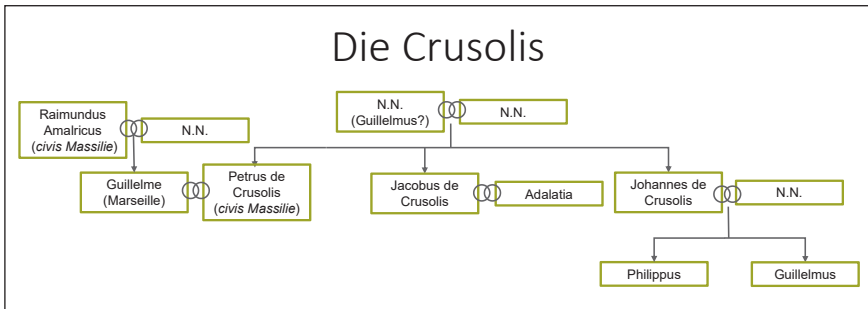 Die Crusolis
Raimundus
Amalricus
(civis Massilie)
N.N.
N.N.
(Guillelmus?)
N.N.
Guillelme
(Marseille)
Petrus de
Crusolis
(civis Massilie)
Jacobus de
Crusolis
Adalatia
Johannes de
Crusolis
N.N.
Philippus
Guillelmus